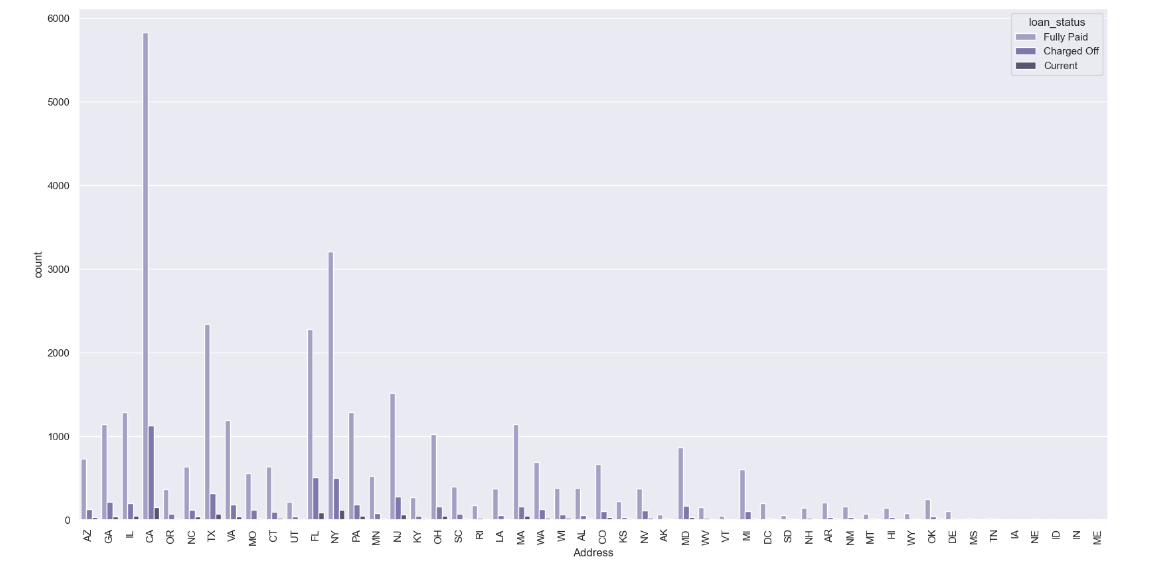 loan_status
Fully Paid
Charged Off
Current
6000
5000
4000
3000
2000
1000
0
count
AZ GA IL CA OR NC TX VA MO CT UT FL NY PA MN NJ KY OH SC RI LA MA WA WI AL CO KS NV AK MD WV VT MI DC SD NH AR NM MT HI WY OK DE MS TN IA NE ID IN ME
Address